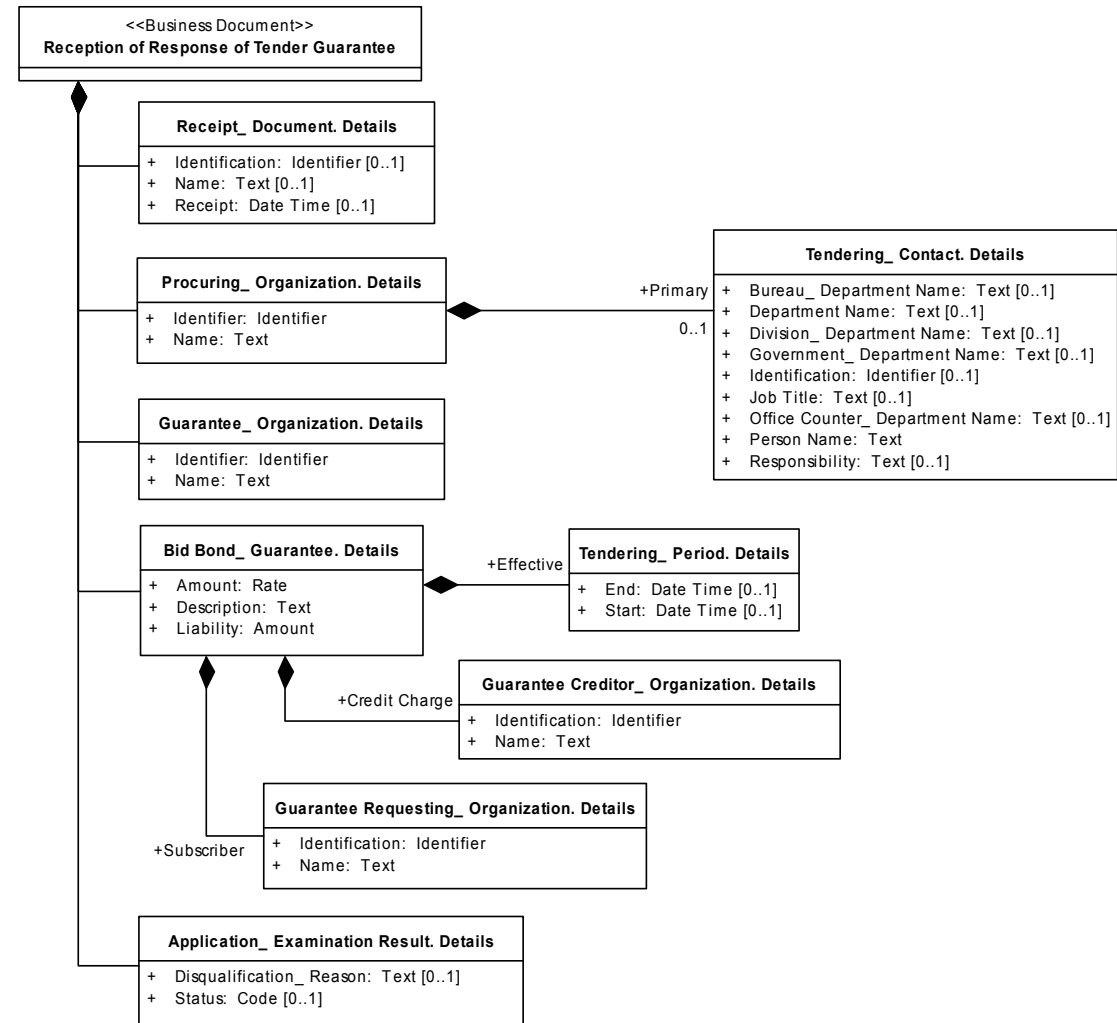 <<Business Document>>
Reception of Response of Tender Guarantee
Receipt_ Document. Details
+ Identification: Identifier [0..1]
+ Name: Text [0..1]
+ Receipt: Date Time [0..1]
Procuring_ Organization. Details
+ Identifier: Identifier
+ Name: Text
+Primary
0..1
Tendering_ Contact. Details
+ Bureau_ Department Name: Text [0..1]
+ Department Name: Text [0..1]
+ Division_ Department Name: Text [0..1]
+ Government_ Department Name: Text [0..1]
+ Identification: Identifier [0..1]
+ Job Title: Text [0..1]
+ Office Counter_ Department Name: Text [0..1]
+ Person Name: Text
+ Responsibility: Text [0..1]
Guarantee_ Organization. Details
+ Identifier: Identifier
+ Name: Text
Bid Bond_ Guarantee. Details
+ Amount: Rate
+ Description: Text
+ Liability: Amount
+Effective
Tendering_ Period. Details
+ End: Date Time [0..1]
+ Start: Date Time [0..1]
+Credit Charge
Guarantee Creditor_ Organization. Details
+ Identification: Identifier
+ Name: Text
+Subscriber
Guarantee Requesting_ Organization. Details
+ Identification: Identifier
+ Name: Text
Application_ Examination Result. Details
+ Disqualification_ Reason: Text [0..1]
+ Status: Code [0..1]